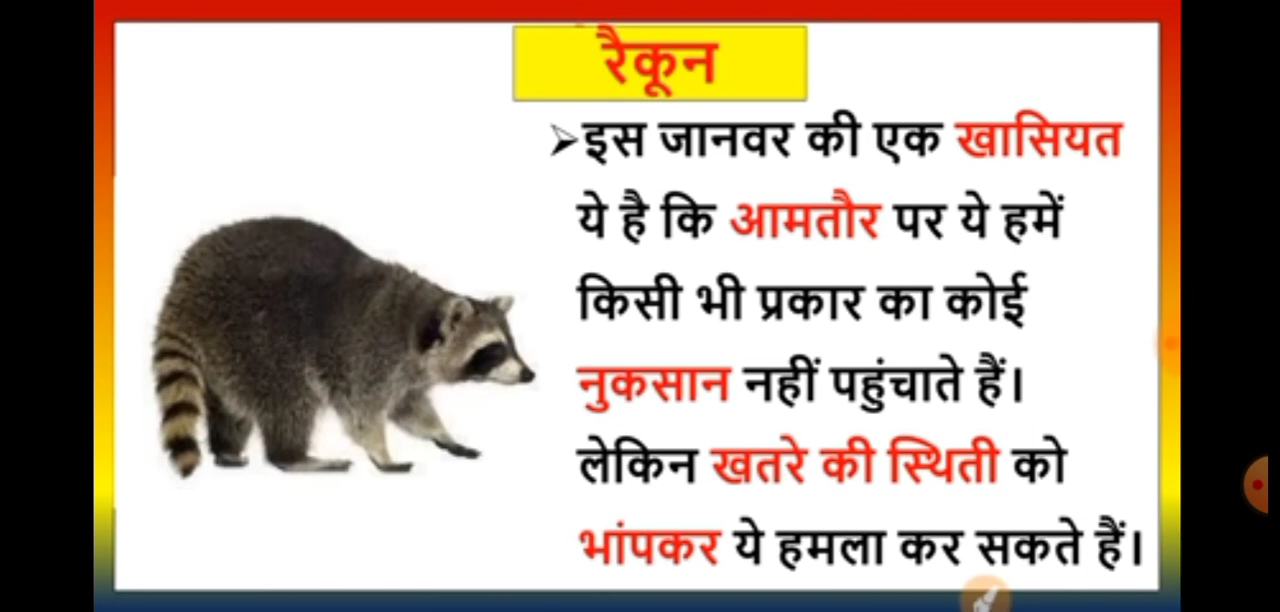 रैकून
➢इस जानवर की एक खासियत
ये है कि आमतौर पर ये हमें
किसी भी प्रकार का कोई
नुकसान नहीं पहुंचाते हैं।
लेकिन खतरे की स्थिती को
भांपकर ये हमला कर सकते हैं।